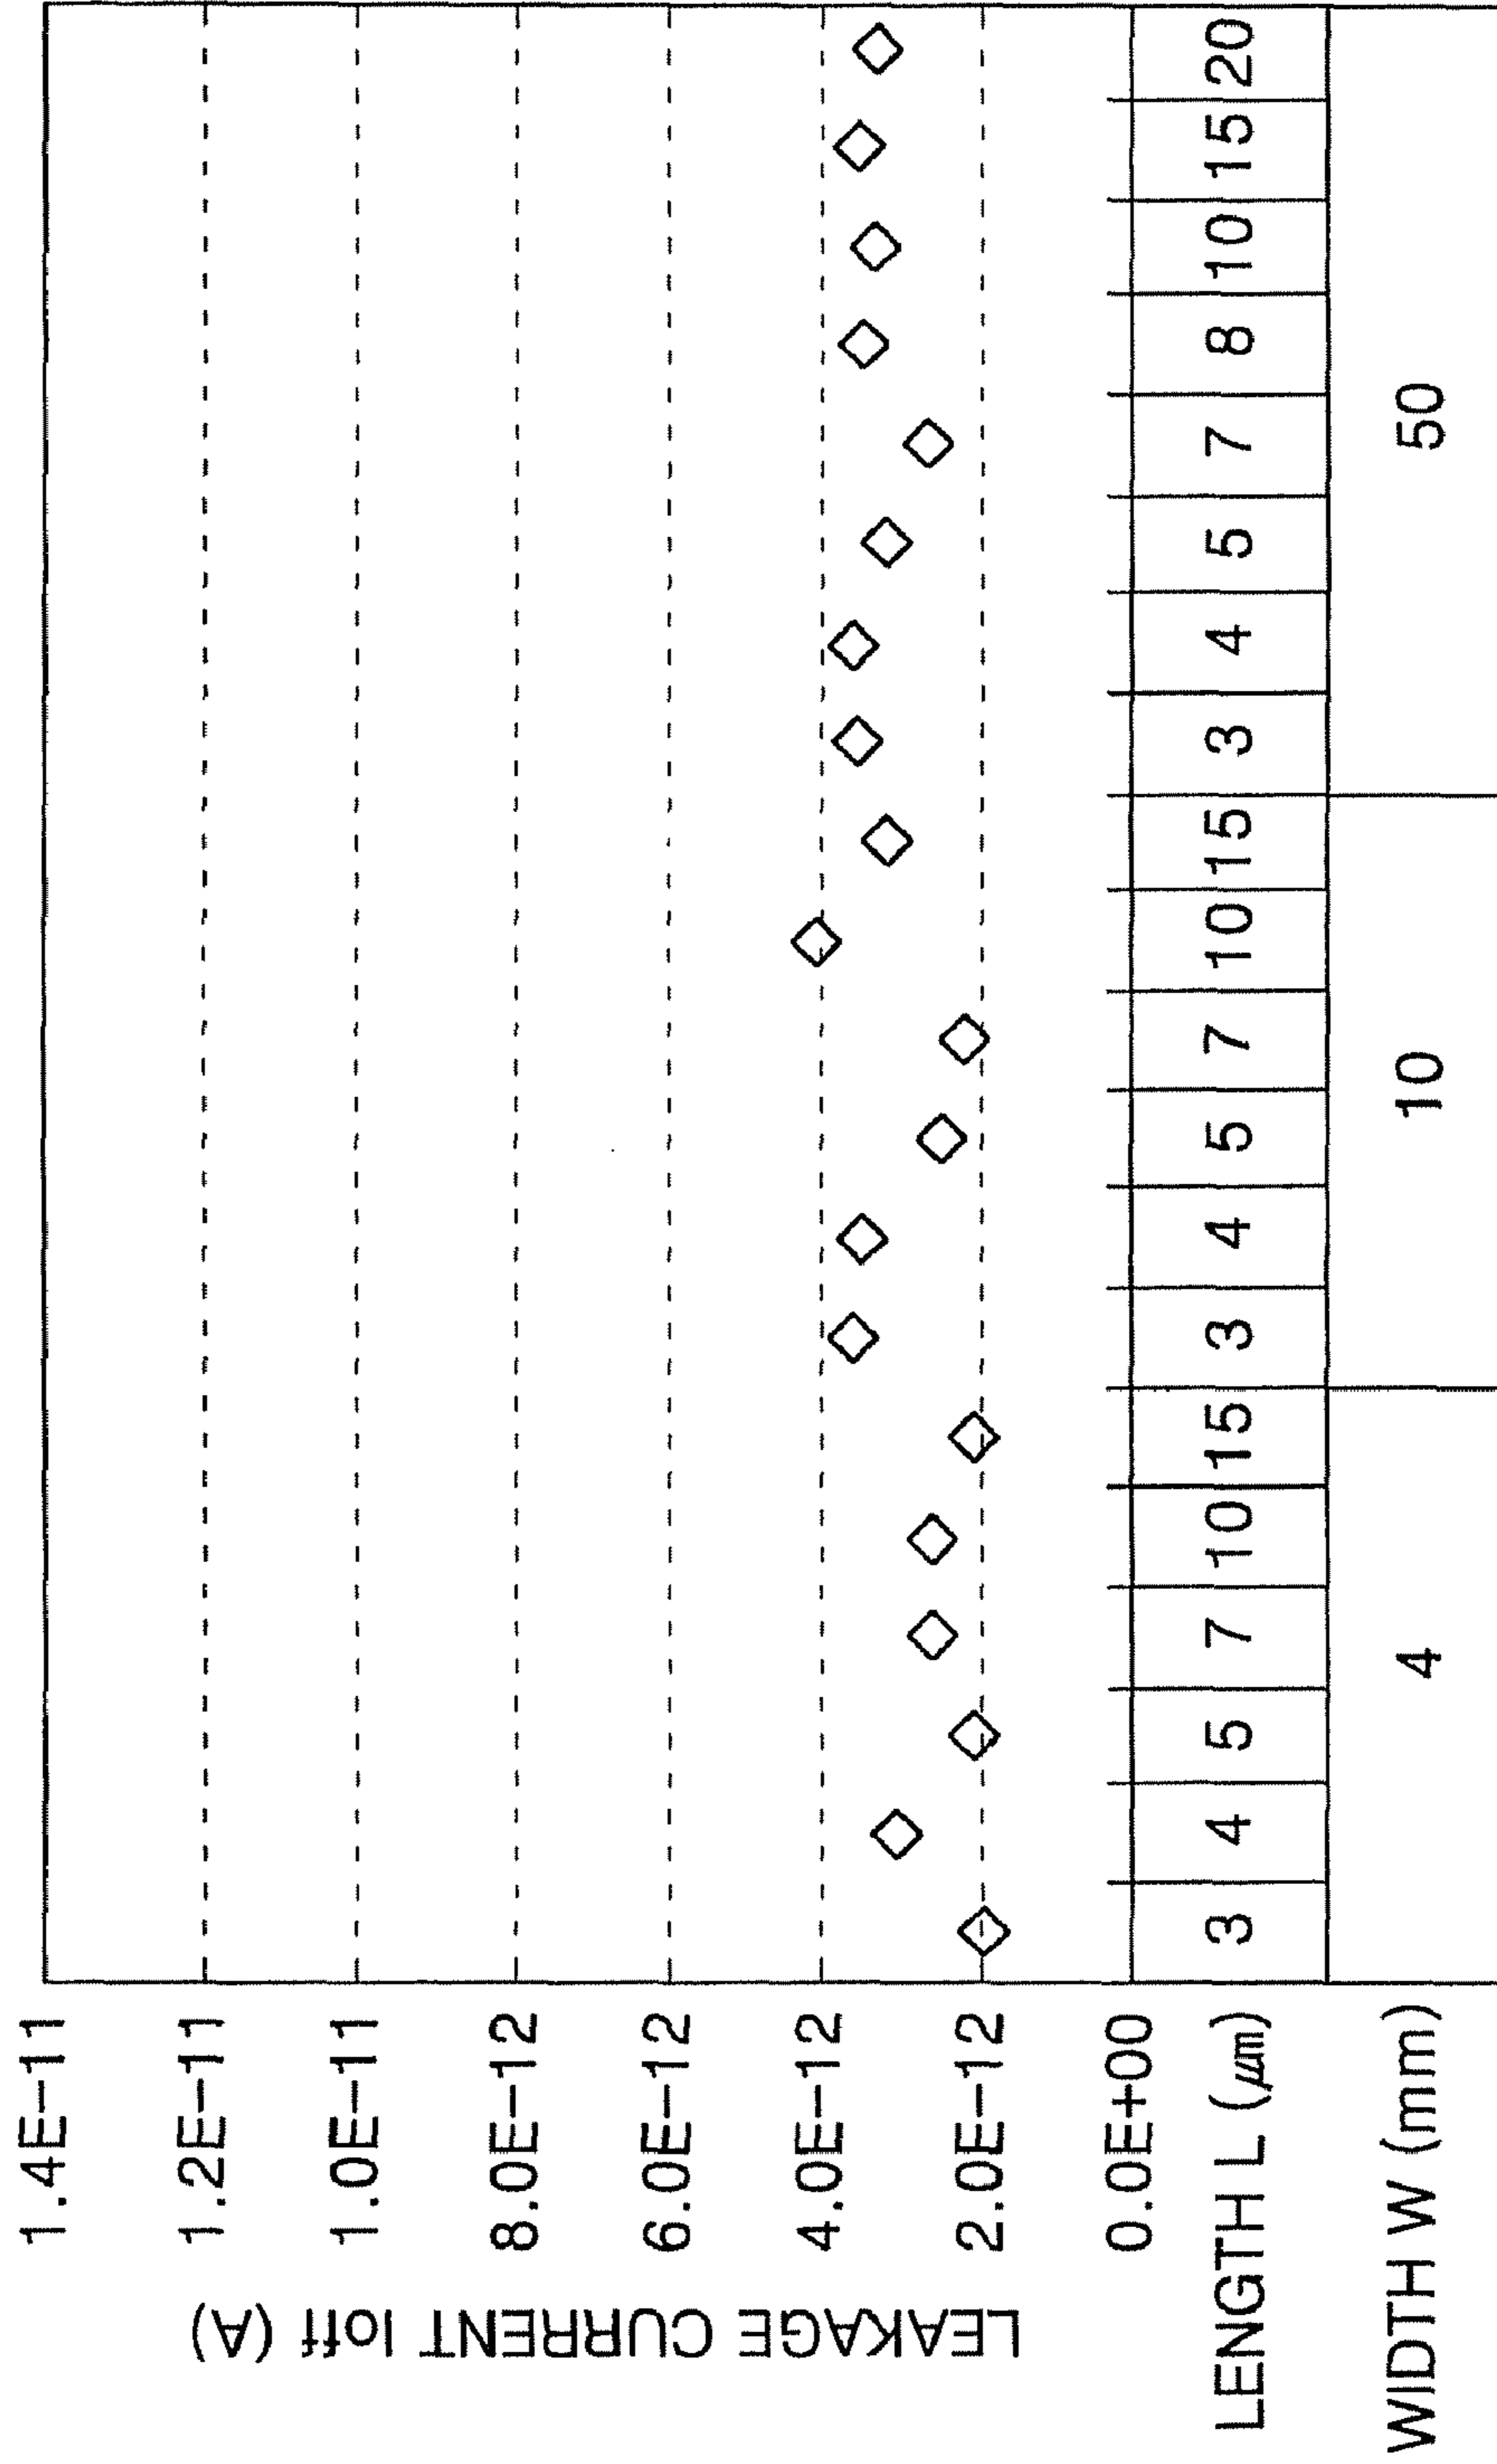 LEAKAGE CURRENT Ioff (A)
1.4E-11
1.2E-11
1.0E-11
8.0E-12
6.0E-12
4.0E-12
2.0E-12
0.0E+00
LENGTH L (μm) 3 4 5 7 10 15 3 4 5 7 10 15 3 4 5 7 8 10 15 20
WIDTH W (mm) 4 10 50